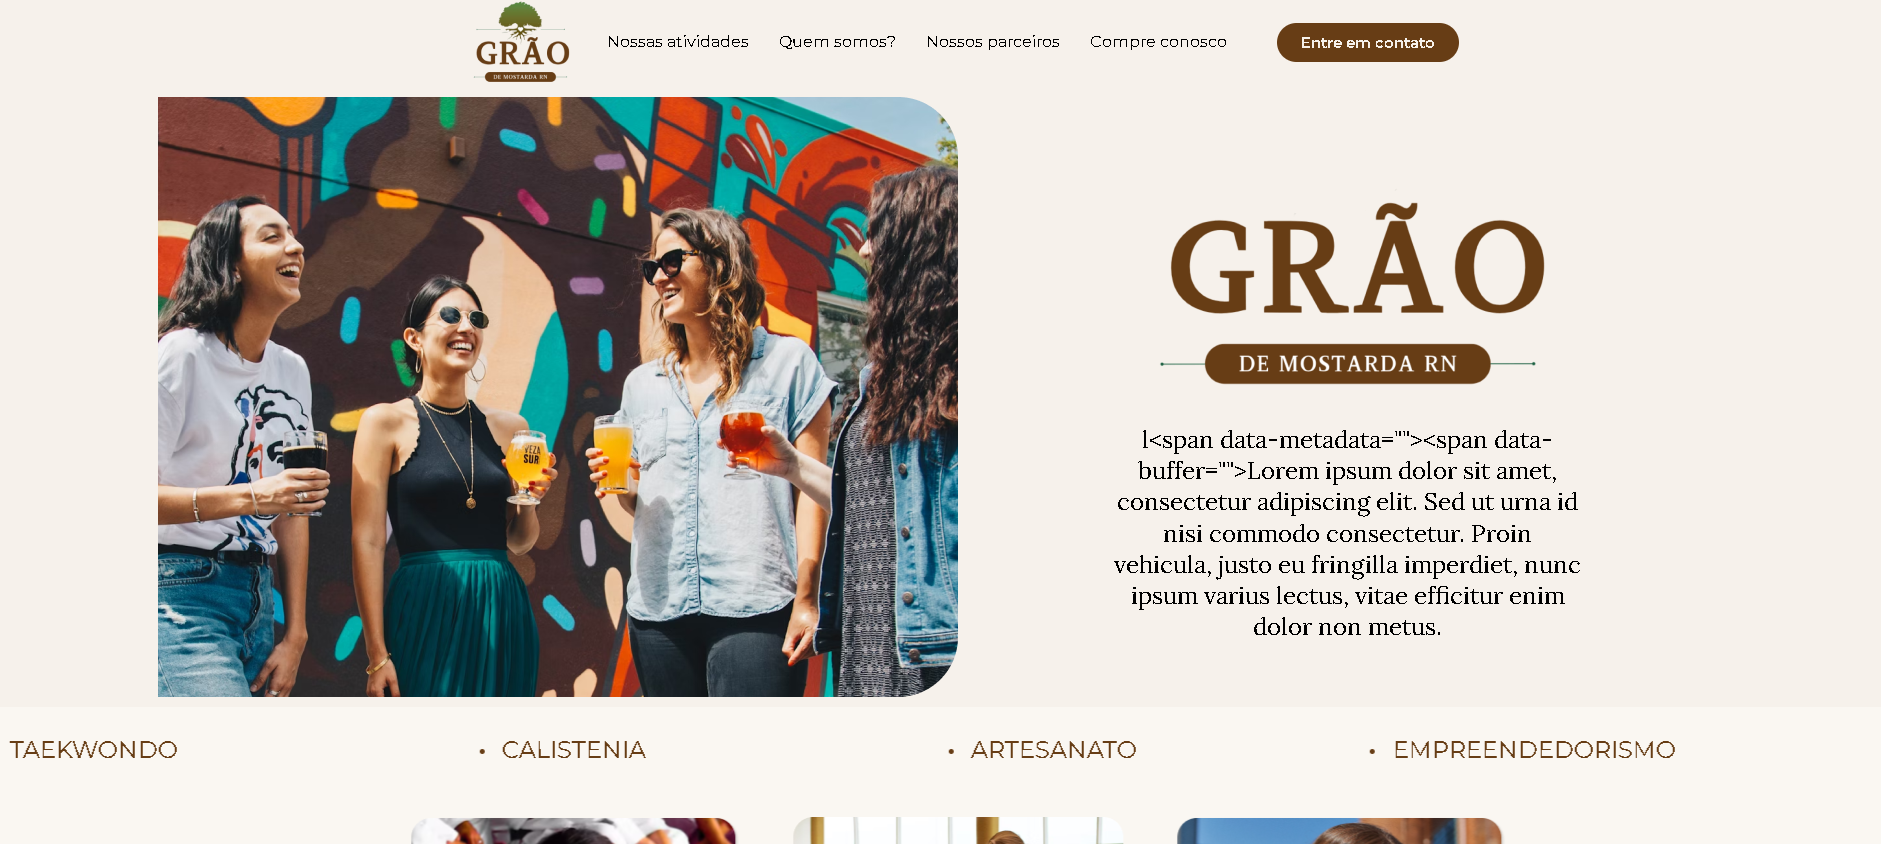 GRÃO
DE MOSTARDA RN
Nossas atividades
Quem somos?
Nossos parceiros
Compre conosco
Entre em contato
VEZA
SUR
GRÃO
DE MOSTARDA RN
l<span data-metadata=""><span data-
buffer="">Lorem ipsum dolor sit amet,
consectetur adipiscing elit. Sed ut urna id
nisi commodo consectetur. Proin
vehicula, justo eu fringilla imperdiet, nunc
ipsum varius lectus, vitae efficitur enim
dolor non metus.
TAEKWONDO
• CALISTENIA
• ARTESANATO
• EMPREENDEDORISMO